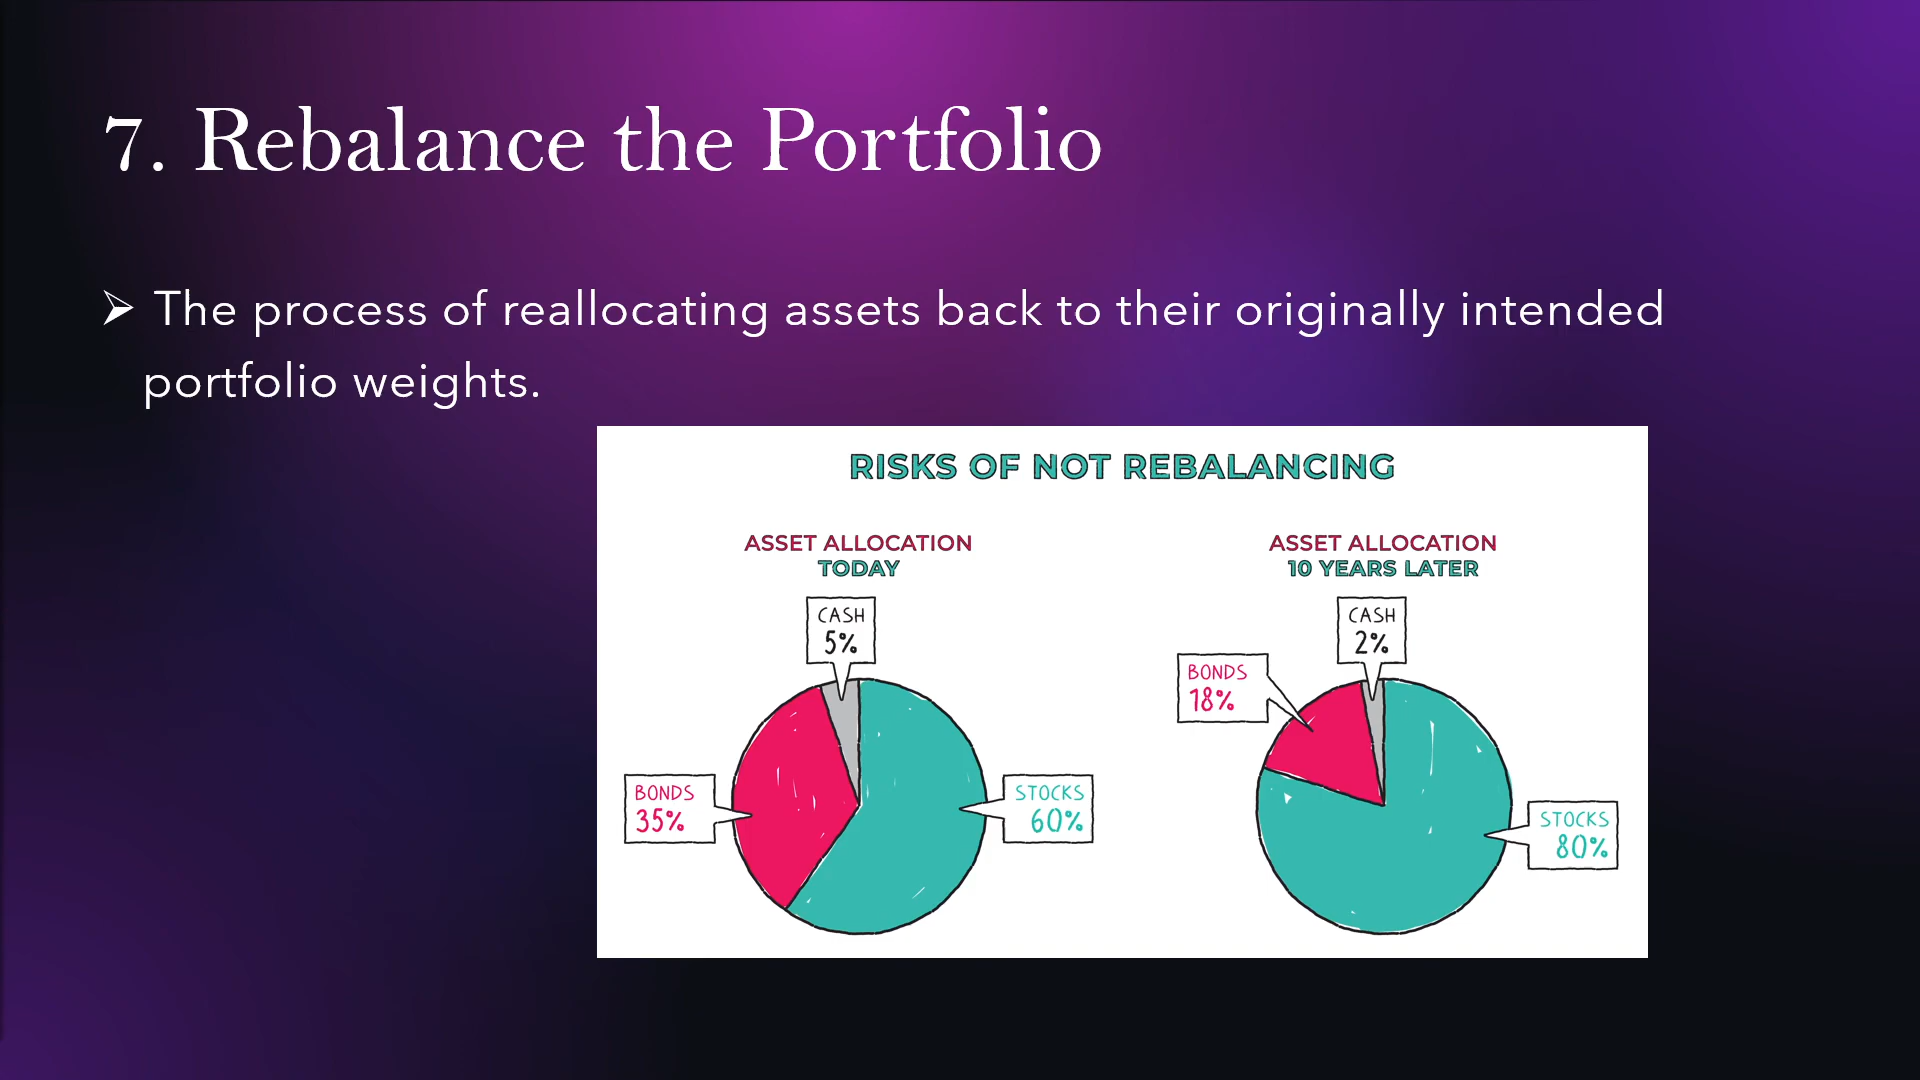 7. Rebalance the Portfolio
➢ The process of reallocating assets back to their originally intended
portfolio weights.
RISKS OF NOT REBALANCING
ASSET ALLOCATION
TODAY
CASH
5%
BONDS
35%
STOCKS
60%
ASSET ALLOCATION
10 YEARS LATER
CASH
2%
BONDS
18%
STOCKS
80%